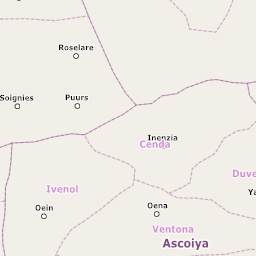 Roselare
Soignies
Puurs
Inenzia
Cenda
Duve
Ivenol
Ya
Oein
Oena
Ventona
Ascoiya